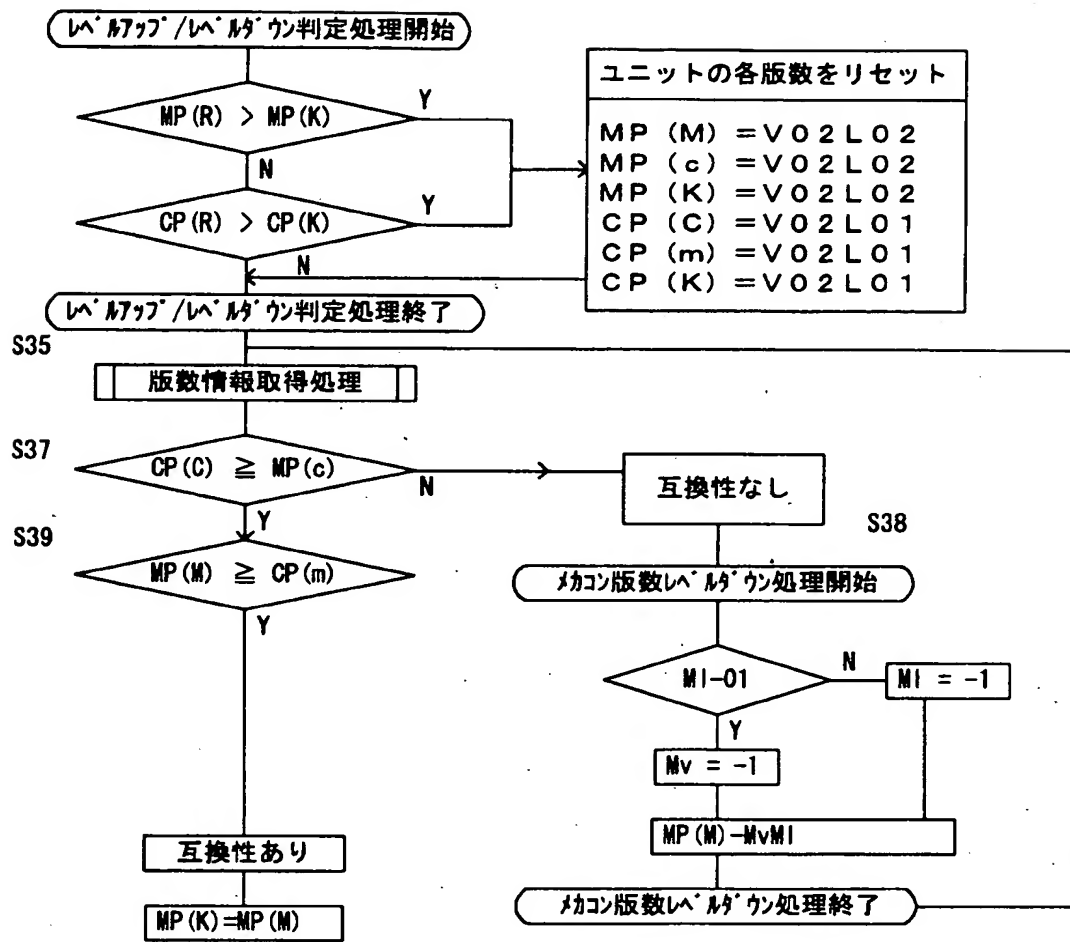 レベルアップ/レベルダウン判定処理開始
MP(R) > MP(K)
Y
N
CP(R) > CP(K)
Y
N
ユニットの各版数をリセット
MP(M)=V02L02
MP(c)=V02L02
MP(K)=V02L02
CP(C)=V02L01
CP(m)=V02L01
CP(K)=V02L01
レベルアップ/レベルダウン判定処理終了
S35
版数情報取得処理
S37
CP(C) ≧ MP(c)
N
Y
互換性なし
S38
S39
MP(M) ≧ CP(m)
Y
メカコン版数レベルダウン処理開始
Ml-01
N
Ml = -1
Y
Mv = -1
MP(M)-MvMl
メカコン版数レベルダウン処理終了
互換性あり
MP(K)=MP(M)